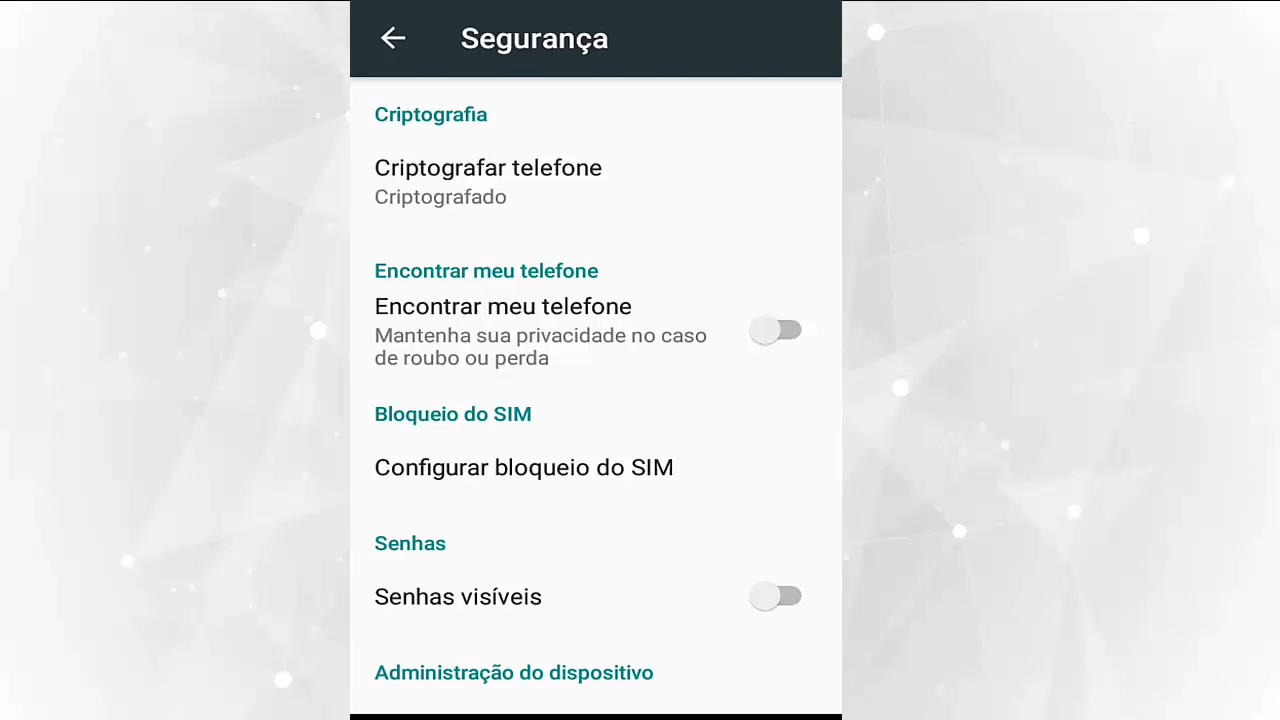 Segurança
Criptografia
Criptografar telefone
Criptografado
Encontrar meu telefone
Encontrar meu telefone
Mantenha sua privacidade no caso
de roubo ou perda
Bloqueio do SIM
Configurar bloqueio do SIM
Senhas
Senhas visíveis
Administração do dispositivo